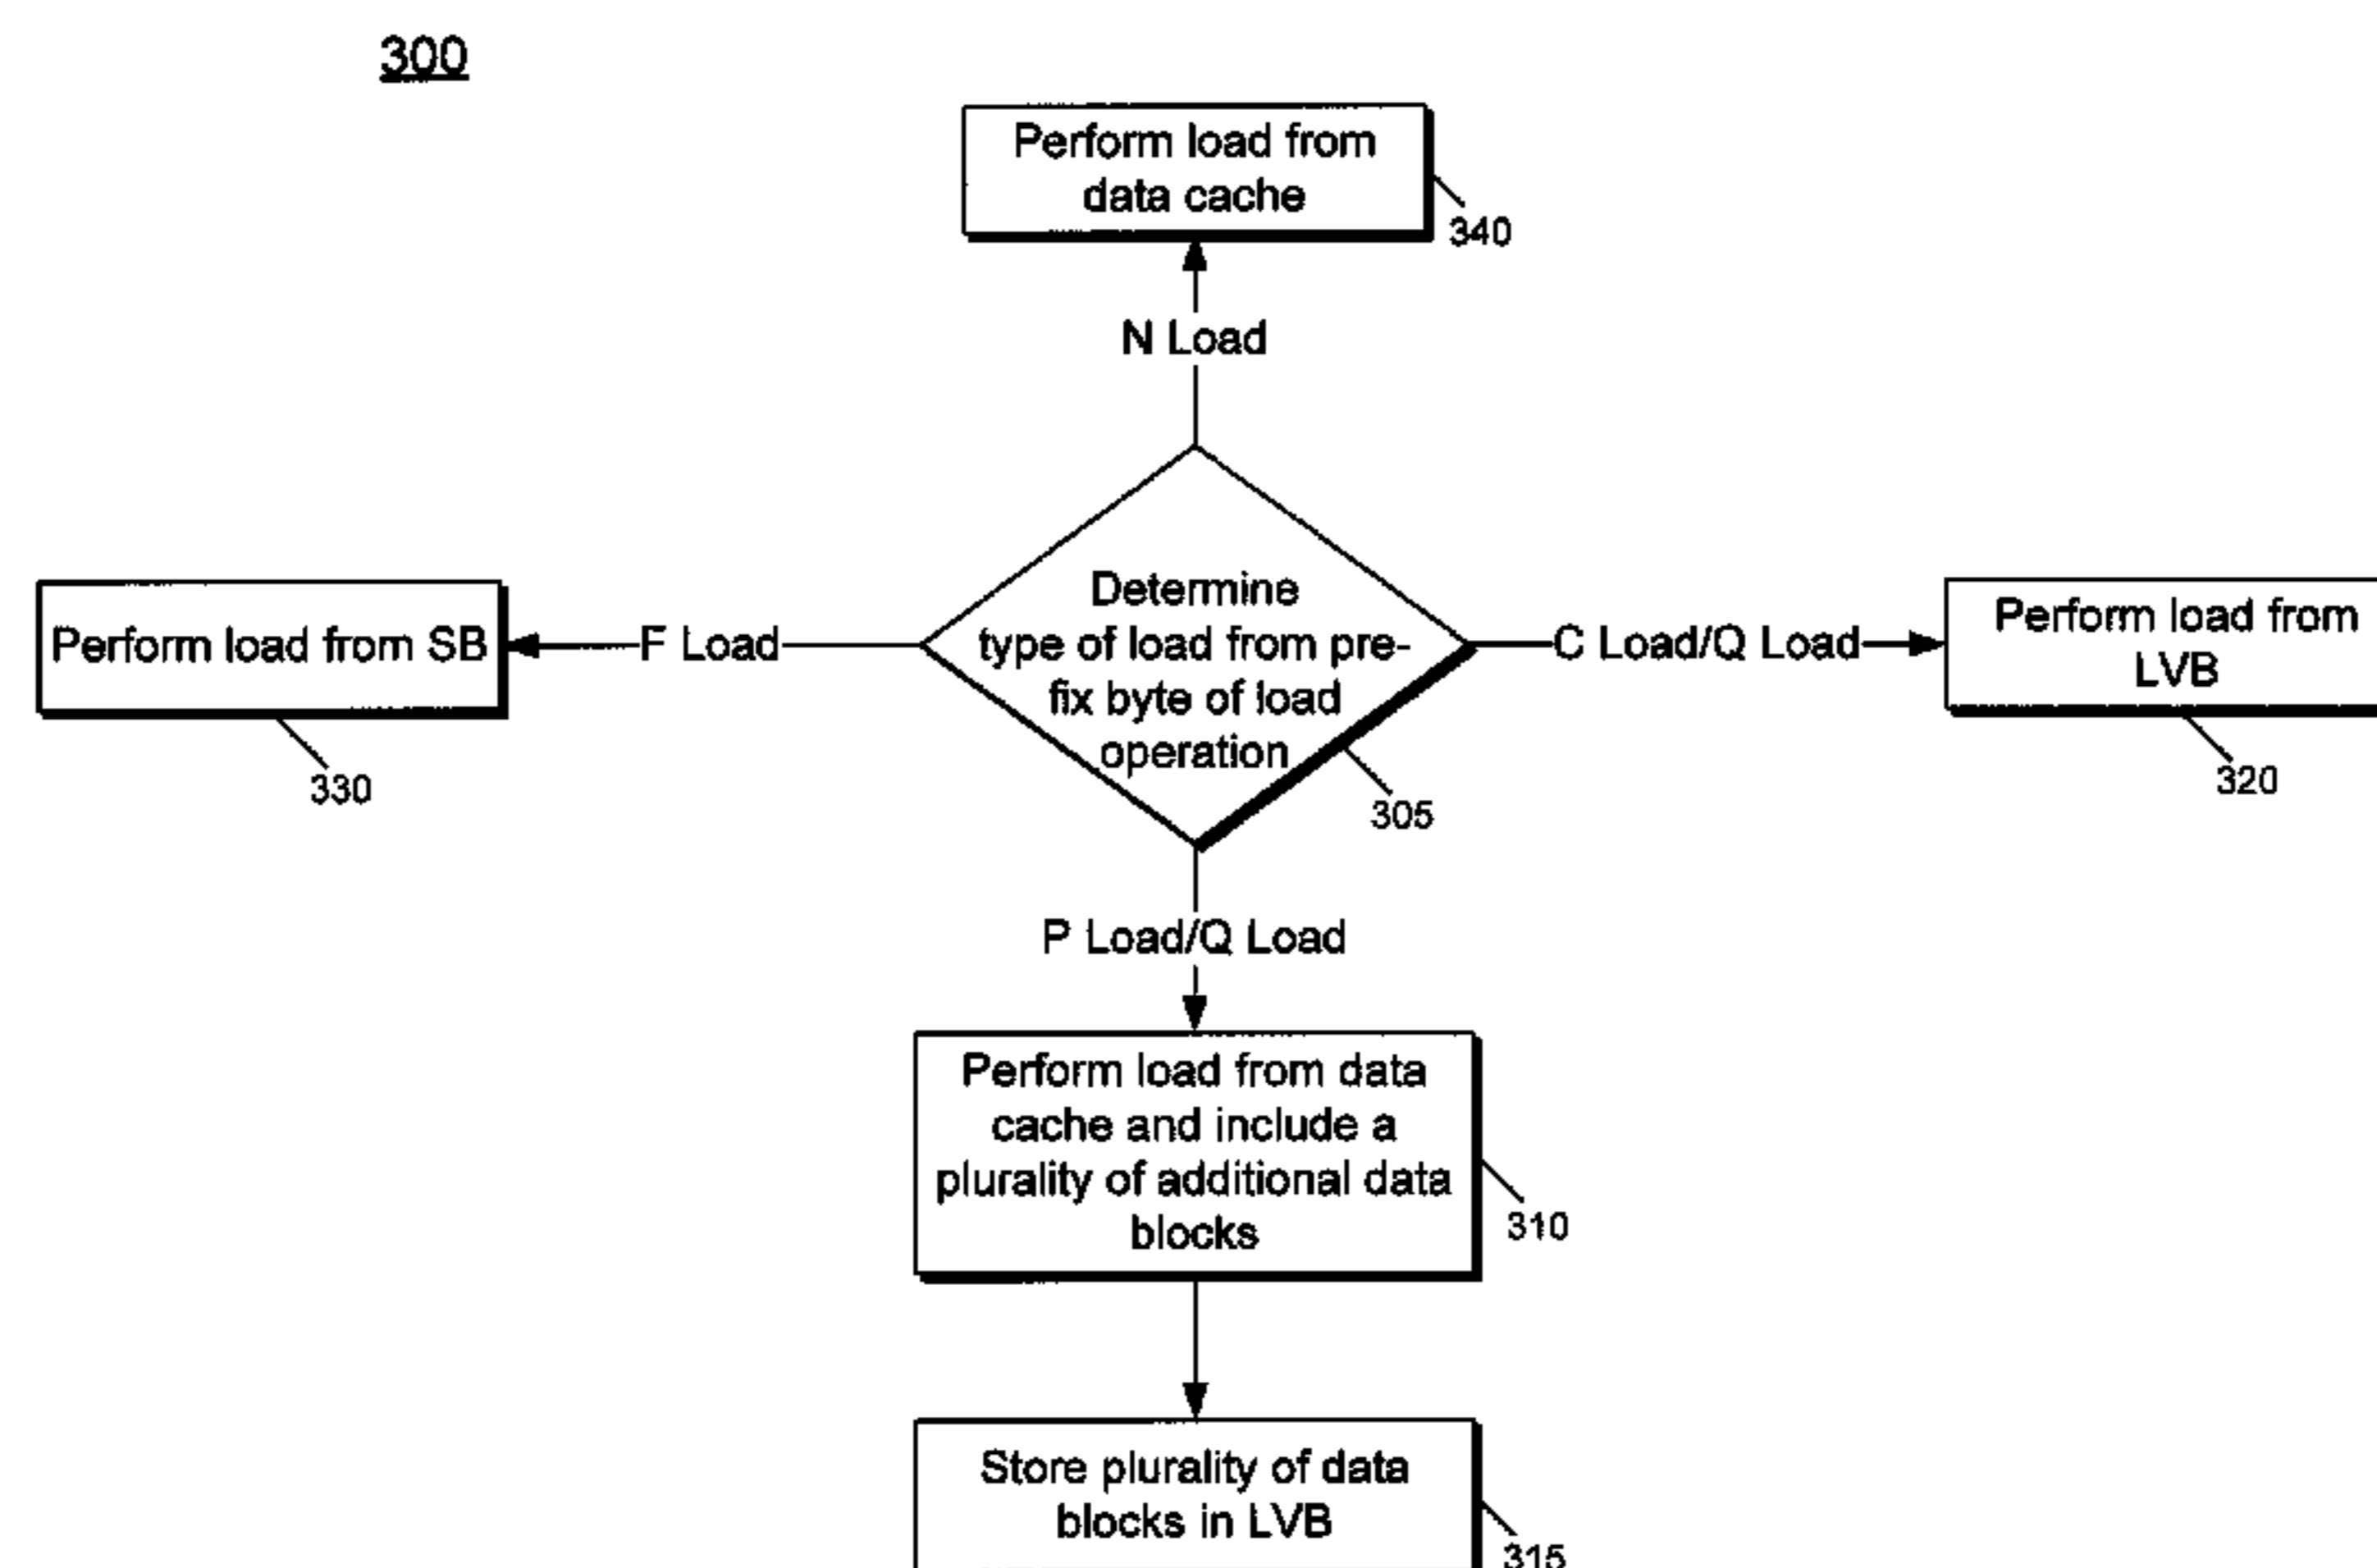 300
Perform load from
data cache
340
N Load
Determine
type of load from pre-
fix byte of load
operation
305
F Load
Perform load from SB
330
C Load/Q Load
Perform load from
LVB
320
P Load/Q Load
Perform load from data
cache and include a
plurality of additional data
blocks
310
Store plurality of data
blocks in LVB
315